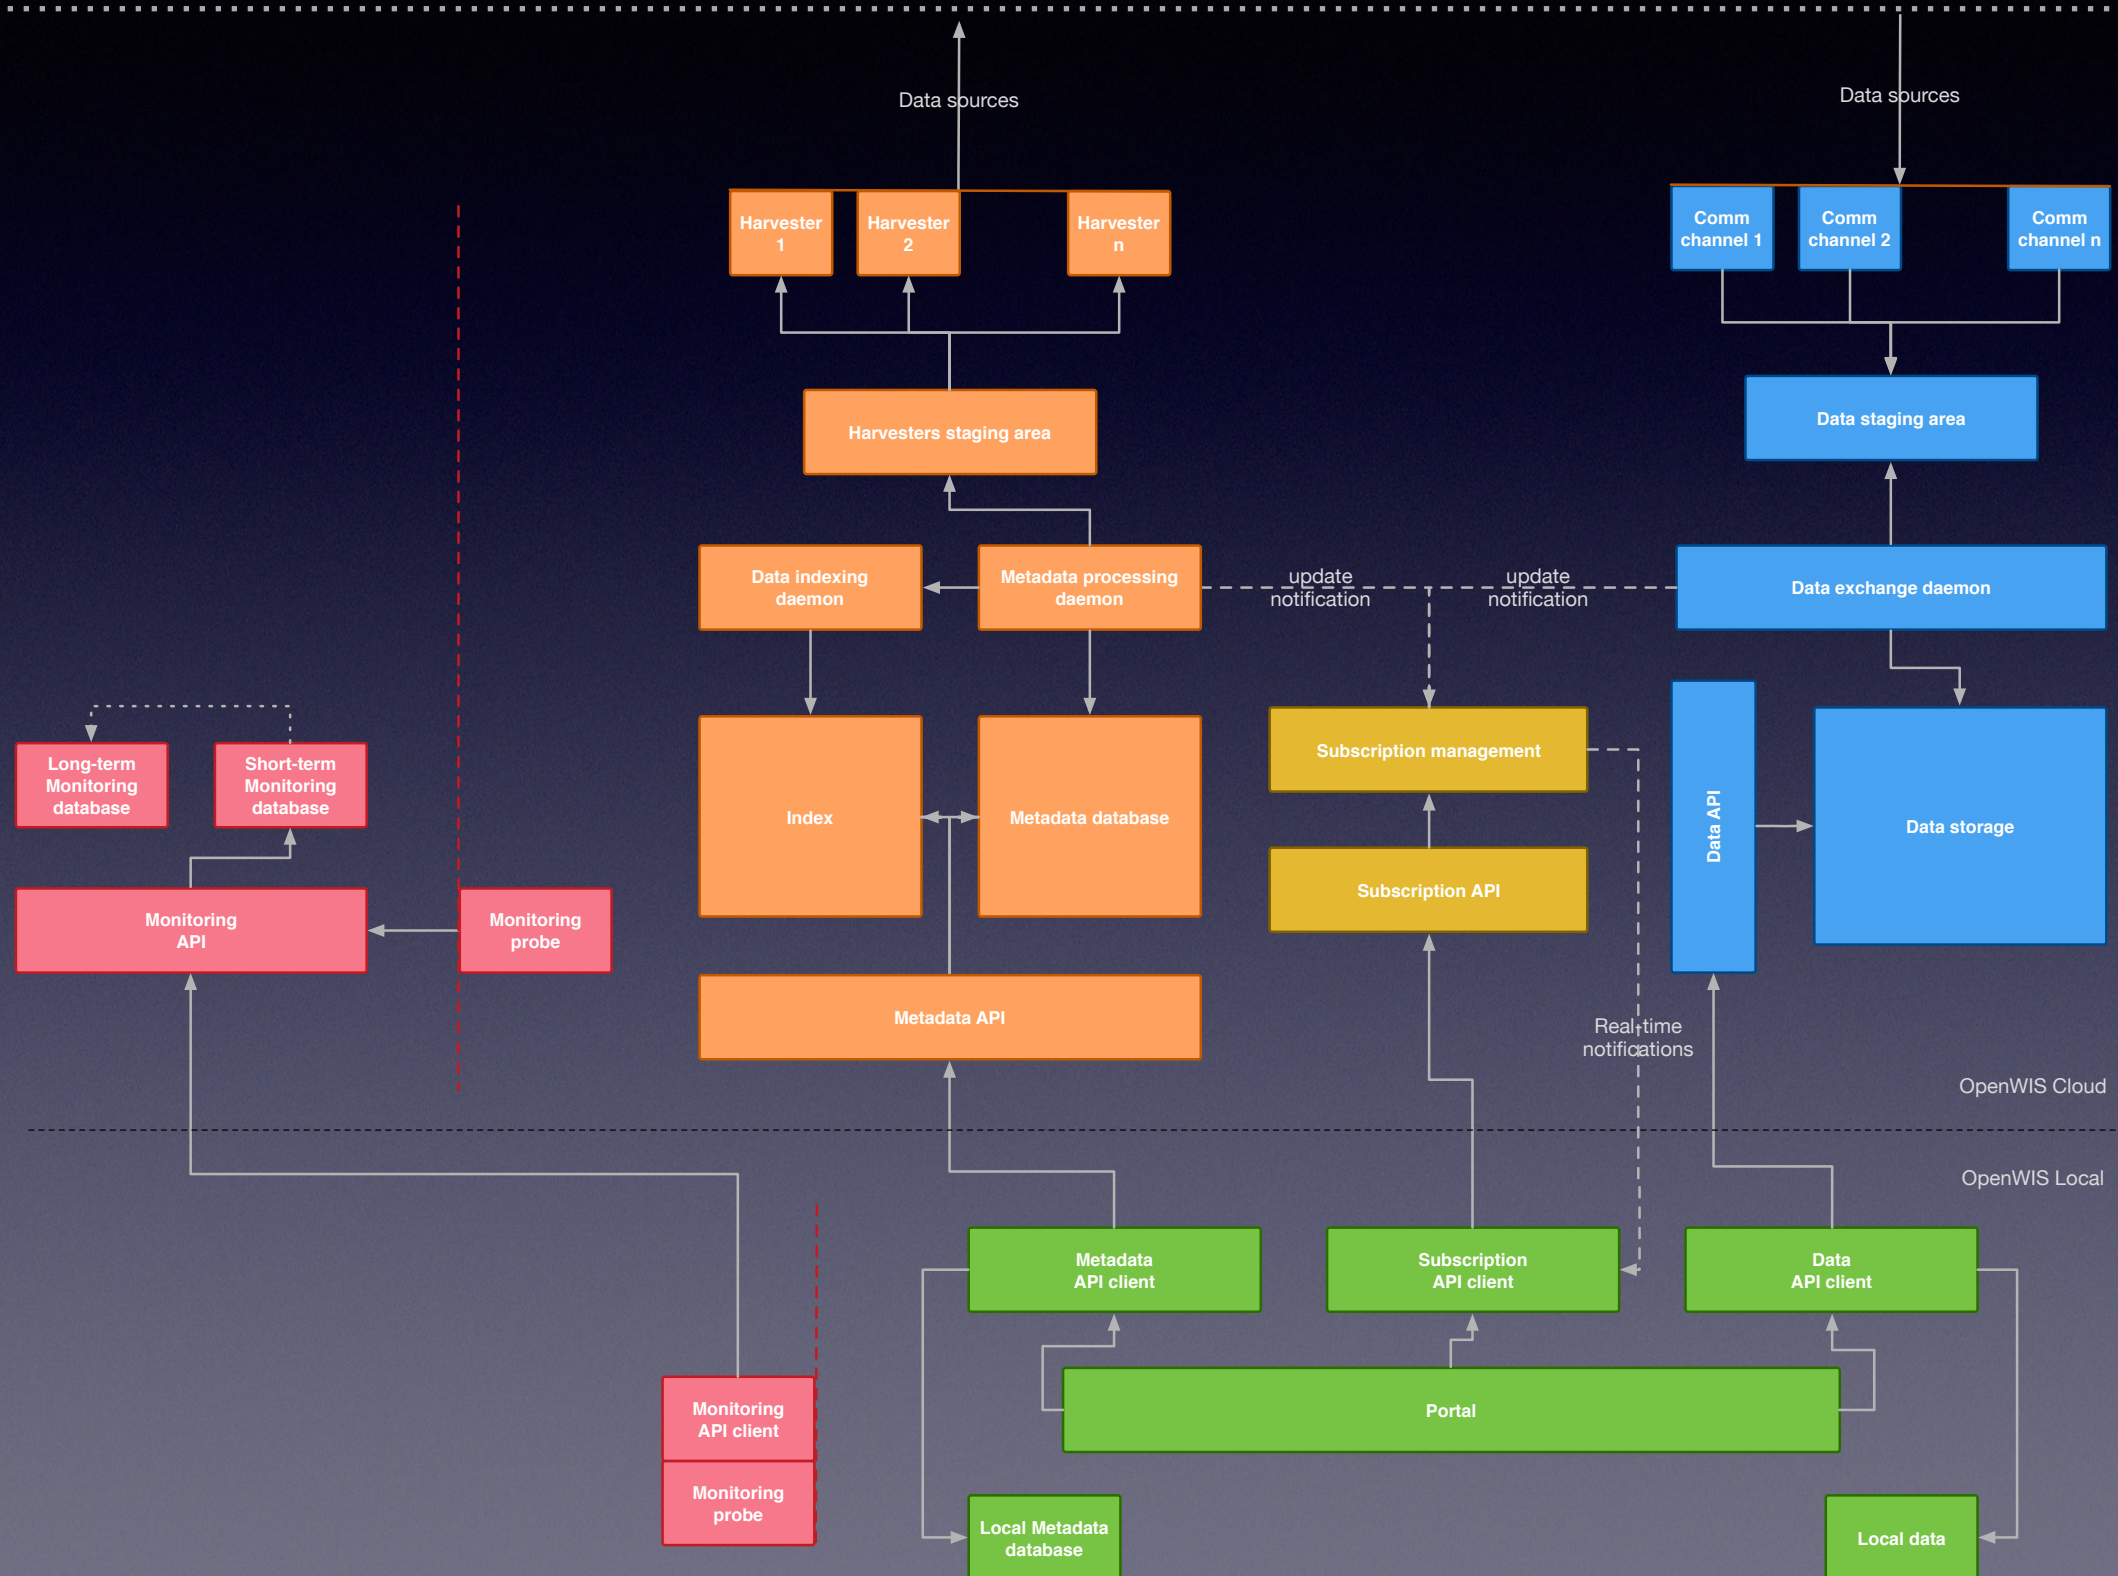 Data sources
Data sources
Harvester
1
Harvester
2
Harvester
n
Comm
channel 1
Comm
channel 2
Comm
channel n
Harvesters staging area
Data staging area
Data indexing
daemon
Metadata processing
daemon
update
notification
update
notification
Data exchange daemon
Long-term
Monitoring
database
Short-term
Monitoring
database
Index
Metadata database
Subscription management
Data API
Data storage
Subscription API
Monitoring
API
Monitoring
probe
Metadata API
Real-time
notifications
OpenWIS Cloud
OpenWIS Local
Metadata
API client
Subscription
API client
Data
API client
Monitoring
API client
Portal
Monitoring
probe
Local Metadata
database
Local data